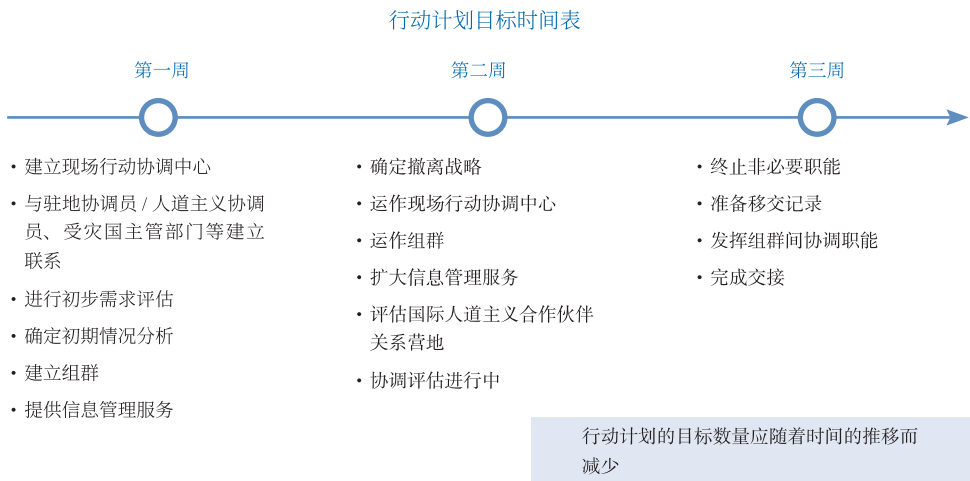 行动计划目标时间表
第一周
第二周
第三周
• 建立现场行动协调中心
• 与驻地协调员 / 人道主义协调
员、受灾国主管部门等建立
联系
• 进行初步需求评估
• 确定初期情况分析
• 建立组群
• 提供信息管理服务
• 确定撤离战略
• 运作现场行动协调中心
• 运作组群
• 扩大信息管理服务
• 评估国际人道主义合作伙伴
关系营地
• 协调评估进行中
• 终止非必要职能
• 准备移交记录
• 发挥组群间协调职能
• 完成交接
行动计划的目标数量应随着时间的推移而
减少